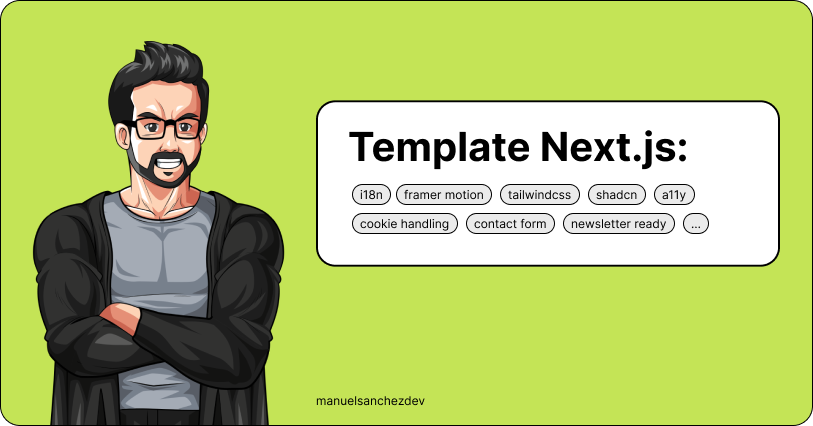 Template Next.js:
i18n framer motion tailwindcss shadcn a11y
cookie handling contact form newsletter ready ...
manuelsanchezdev